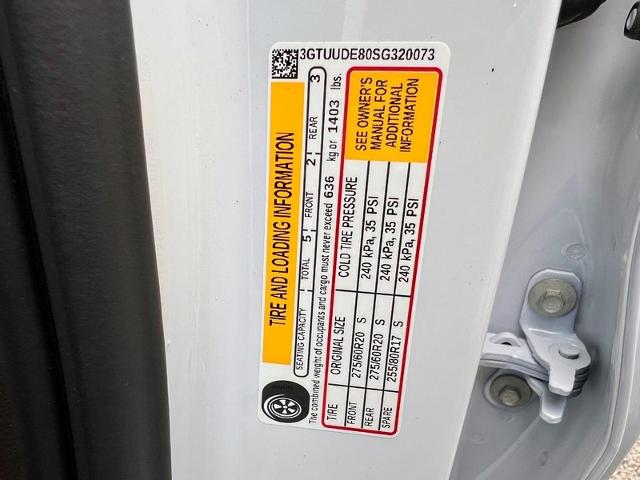 3GTUUDE80SG320073
TIRE AND LOADING INFORMATION
SEATING CAPACITY TOTAL 5 FRONT 2 REAR 3
The combined weight of occupants and cargo must never exceed 636 kg or 1403 lbs.
TIRE ORIGINAL SIZE COLD TIRE PRESSURE
FRONT 275/60R20 S 240 kPa, 35 PSI
REAR 275/60R20 S 240 kPa, 35 PSI
SPARE 255/80R17 S 240 kPa, 35 PSI
SEE OWNER'S
MANUAL FOR
ADDITIONAL
INFORMATION